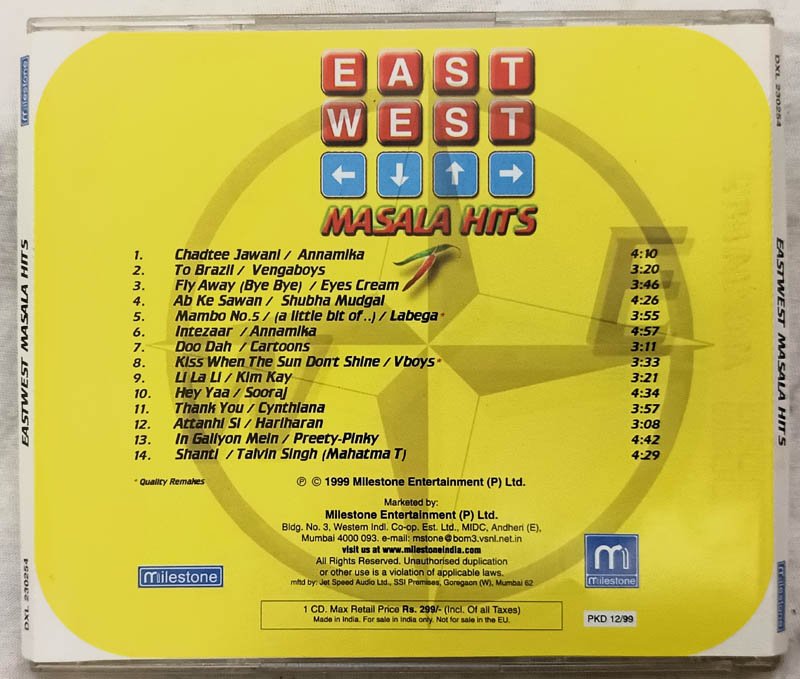 EAST
WEST
MASALA HITS
1. Chadtee Jawani / Annamika 4:10
2. To Brazil / Vengaboys 3:20
3. Fly Away (Bye Bye) / Eyes Cream 3:46
4. Ab Ke Sawan / Shubha Mudgal 4:26
5. Mambo No.5 / (a little bit of..) / Labega* 3:55
6. Intezaar / Annamika 4:57
7. Doo Dah / Cartoons 3:11
8. Kiss When The Sun Dont Shine / Vboys* 3:33
9. Li La Li / Kim Kay 3:21
10. Hey Yaa / Sooraj 4:34
11. Thank You / Cynthiana 3:57
12. Attanhi Si / Hariharan 3:08
13. In Galiyon Mein / Preety-Pinky 4:42
14. Shanti / Talvin Singh (Mahatma T) 4:29
* Quality Remakes
℗ © 1999 Milestone Entertainment (P) Ltd.
Marketed by:
Milestone Entertainment (P) Ltd.
Bldg. No. 3, Western Indl. Co-op. Est. Ltd., MIDC, Andheri (E),
Mumbai 4000 093. e-mail: mstone@bom3.vsnl.net.in
visit us at www.milestoneindia.com
All Rights Reserved. Unauthorised duplication
or other use is a violation of applicable laws.
mftd by: Jet Speed Audio Ltd., SSI Premises, Goregaon (W), Mumbai 62
milestone
m
milestone
1 CD. Max Retail Price Rs. 299/- (Incl. Of all Taxes)
Made in India. For sale in India only. Not for sale in the EU.
PKD 12/99
milestone
EASTWEST MASALA HITS
DXL 230254
DXL 230254
EASTWEST MASALA HITS
milestone
E